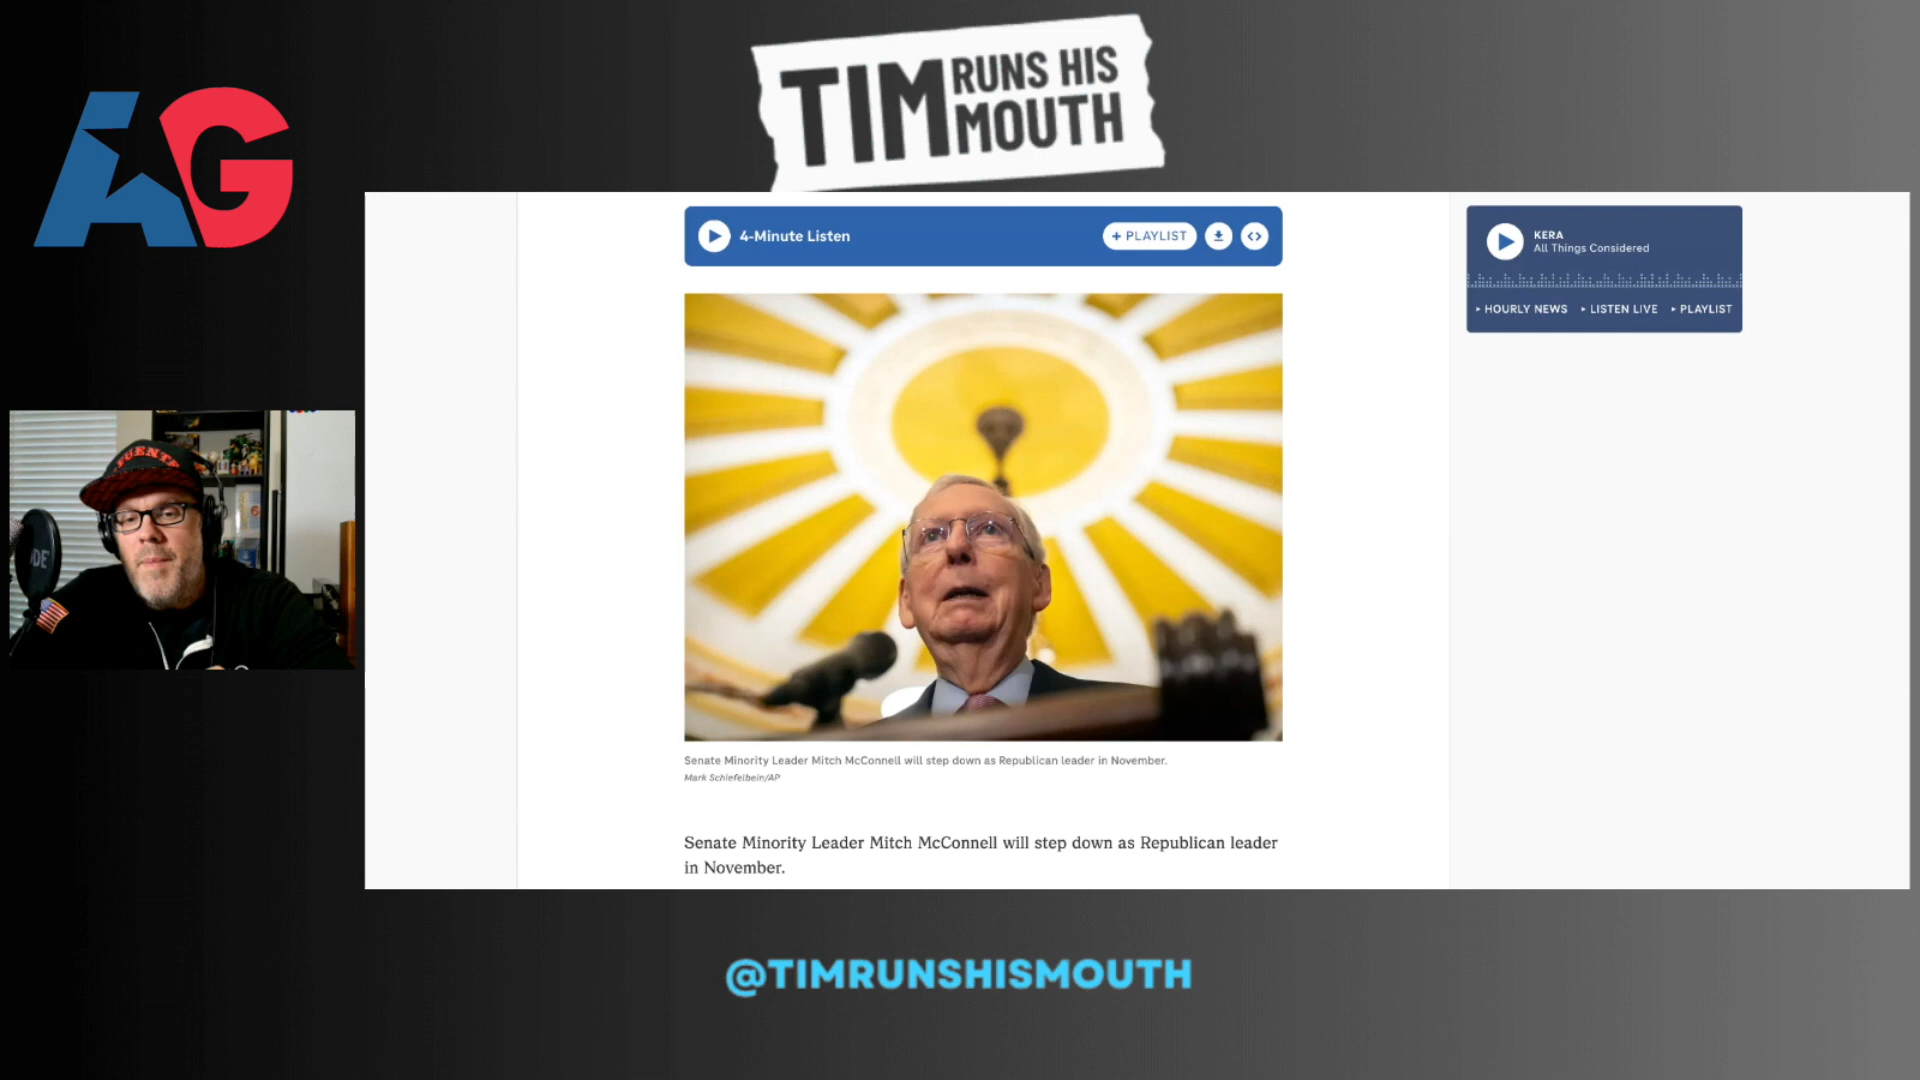 TIM RUNS HIS
MOUTH
AG
4-Minute Listen
+ PLAYLIST
KERA
All Things Considered
HOURLY NEWS
LISTEN LIVE
PLAYLIST
Senate Minority Leader Mitch McConnell will step down as Republican leader in November.
Mark Schiefelbein/AP
Senate Minority Leader Mitch McConnell will step down as Republican leader
in November.
@TIMRUNSHISMOUTH